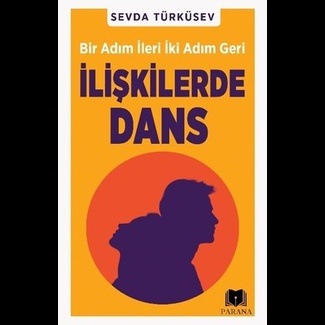 SEVDA TÜRKÜSEV
Bir Adım İleri İki Adım Geri
İLİŞKİLERDE
DANS
PARANA